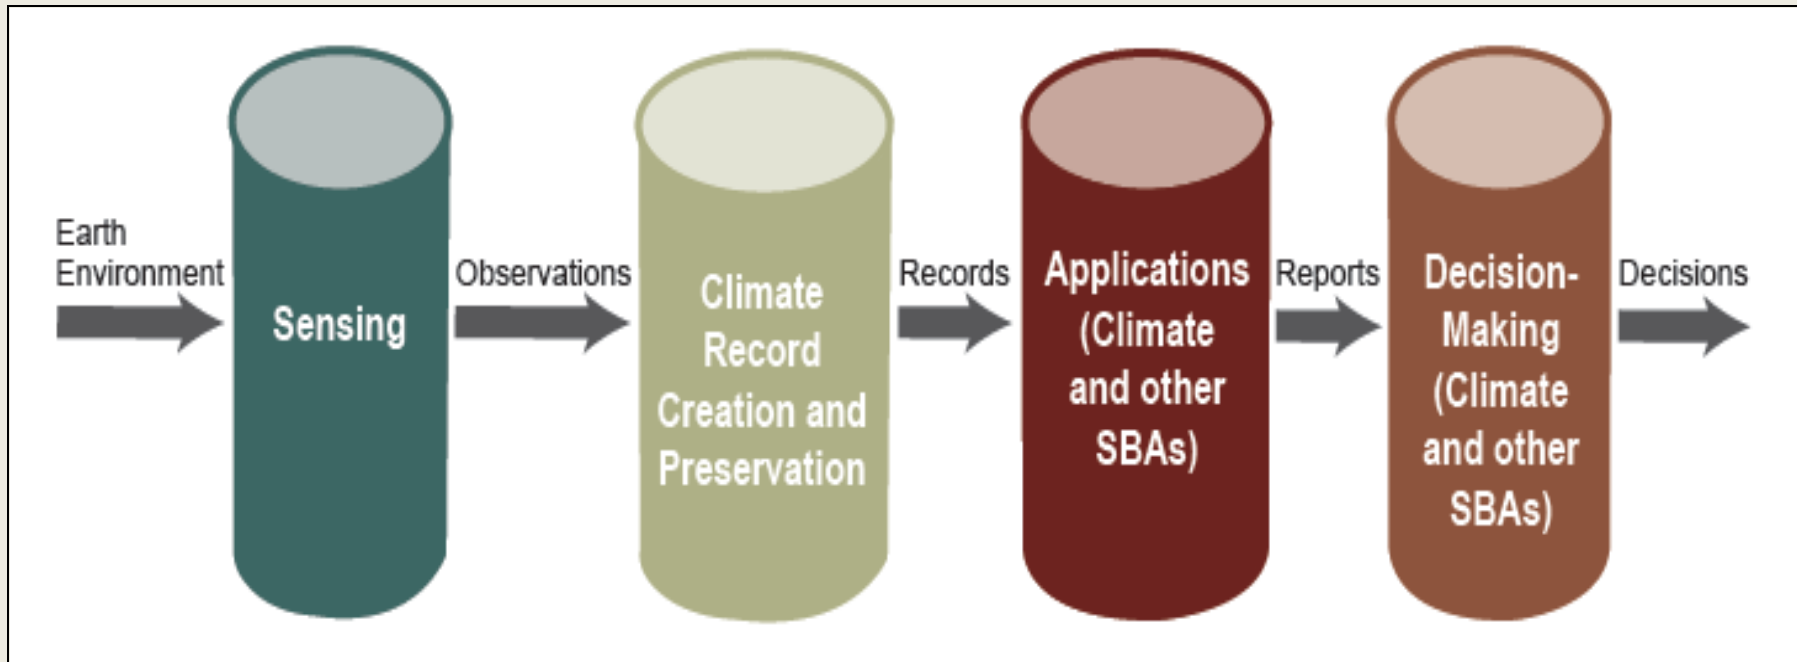 Earth
Environment
Sensing
Observations
Climate
Record
Creation and
Preservation
Records
Applications
(Climate
and other
SBAs)
Reports
Decision-
Making
(Climate
and other
SBAs)
Decisions